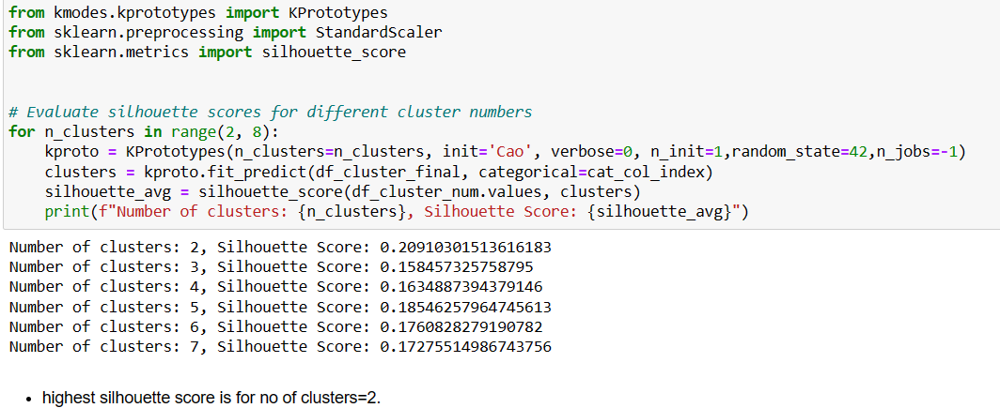 from kmodes.kprototypes import KPrototypes
from sklearn.preprocessing import StandardScaler
from sklearn.metrics import silhouette_score
# Evaluate silhouette scores for different cluster numbers
for n_clusters in range(2, 8):
    kproto = KPrototypes(n_clusters=n_clusters, init='Cao', verbose=0, n_init=1,random_state=42,n_jobs=-1)
    clusters = kproto.fit_predict(df_cluster_final, categorical=cat_col_index)
    silhouette_avg = silhouette_score(df_cluster_num.values, clusters)
    print(f"Number of clusters: {n_clusters}, Silhouette Score: {silhouette_avg}")
Number of clusters: 2, Silhouette Score: 0.20910301513616183
Number of clusters: 3, Silhouette Score: 0.158457325758795
Number of clusters: 4, Silhouette Score: 0.1634887394379146
Number of clusters: 5, Silhouette Score: 0.18546257964745613
Number of clusters: 6, Silhouette Score: 0.1760828279190782
Number of clusters: 7, Silhouette Score: 0.17275514986743756
• highest silhouette score is for no of clusters=2.